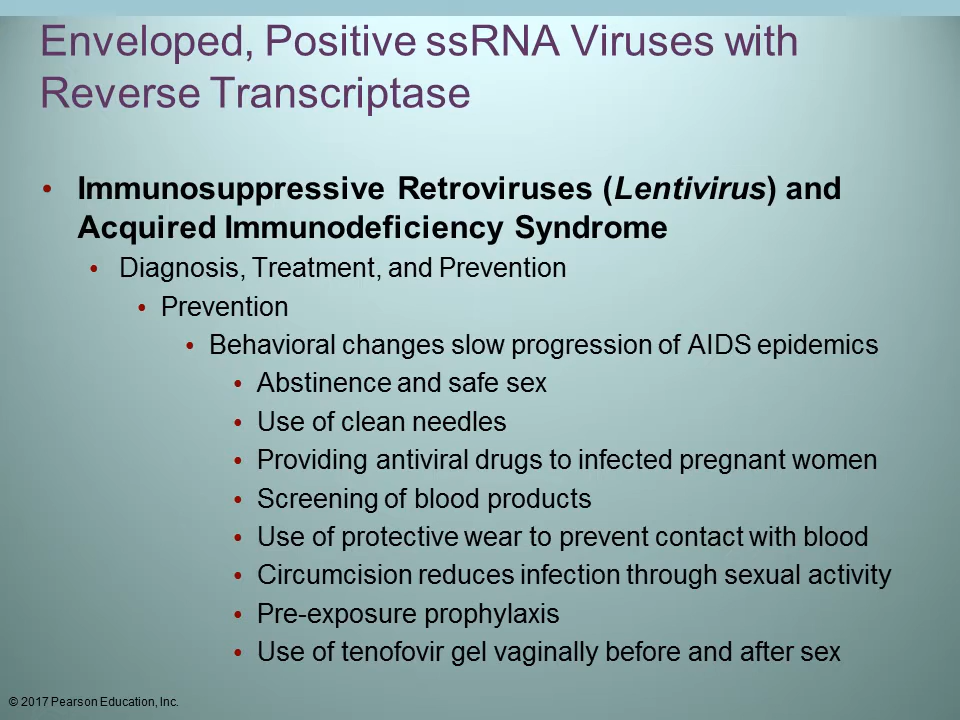 Enveloped, Positive ssRNA Viruses with
Reverse Transcriptase
• Immunosuppressive Retroviruses (Lentivirus) and
Acquired Immunodeficiency Syndrome
• Diagnosis, Treatment, and Prevention
• Prevention
• Behavioral changes slow progression of AIDS epidemics
• Abstinence and safe sex
• Use of clean needles
• Providing antiviral drugs to infected pregnant women
• Screening of blood products
• Use of protective wear to prevent contact with blood
• Circumcision reduces infection through sexual activity
• Pre-exposure prophylaxis
• Use of tenofovir gel vaginally before and after sex
© 2017 Pearson Education, Inc.